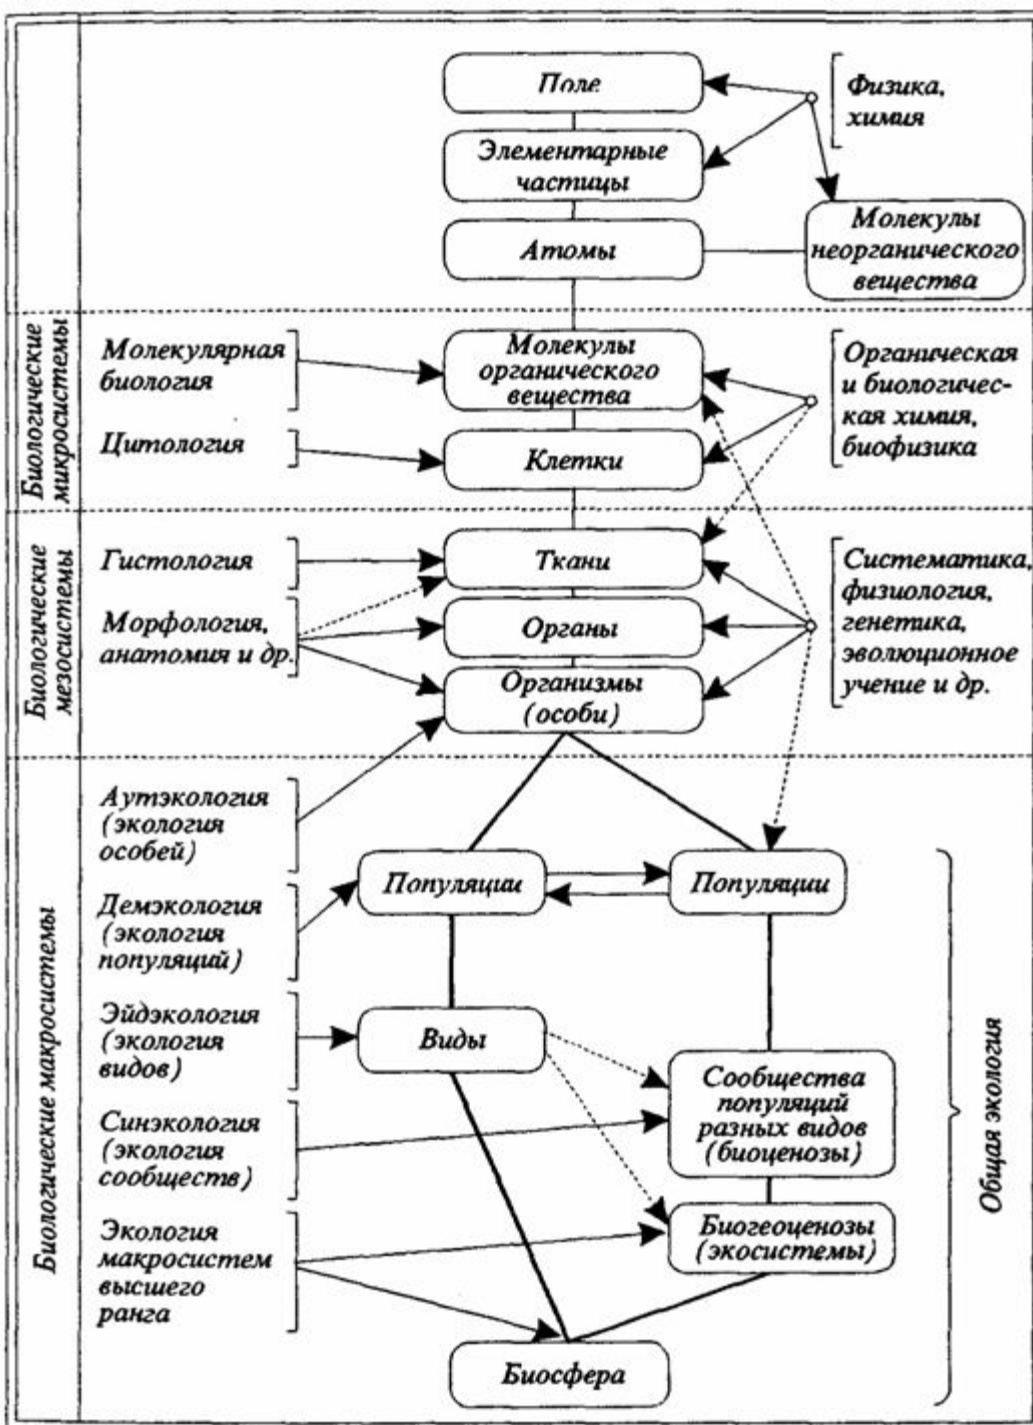 Поле
Физика,
химия
Элементарные
частицы
Атомы
Молекулы
неорганического
вещества
Биологические
микросистемы
Молекулярная
биология
Молекулы
органического
вещества
Органическая
и биологичес-
кая химия,
биофизика
Цитология
Клетки
Биологические
мезосистемы
Гистология
Ткани
Систематика,
физиология,
генетика,
эволюционное
учение и др.
Морфология,
анатомия и др.
Органы
Организмы
(особи)
Биологические макросистемы
Аутэкология
(экология
особей)
Популяции
Популяции
Демэкология
(экология
популяций)
Эйдэкология
(экология
видов)
Виды
Сообщества
популяций
разных видов
(биоценозы)
Синэкология
(экология
сообществ)
Биогеоценозы
(экосистемы)
Экология
макросистем
высшего
ранга
Биосфера
Общая экология